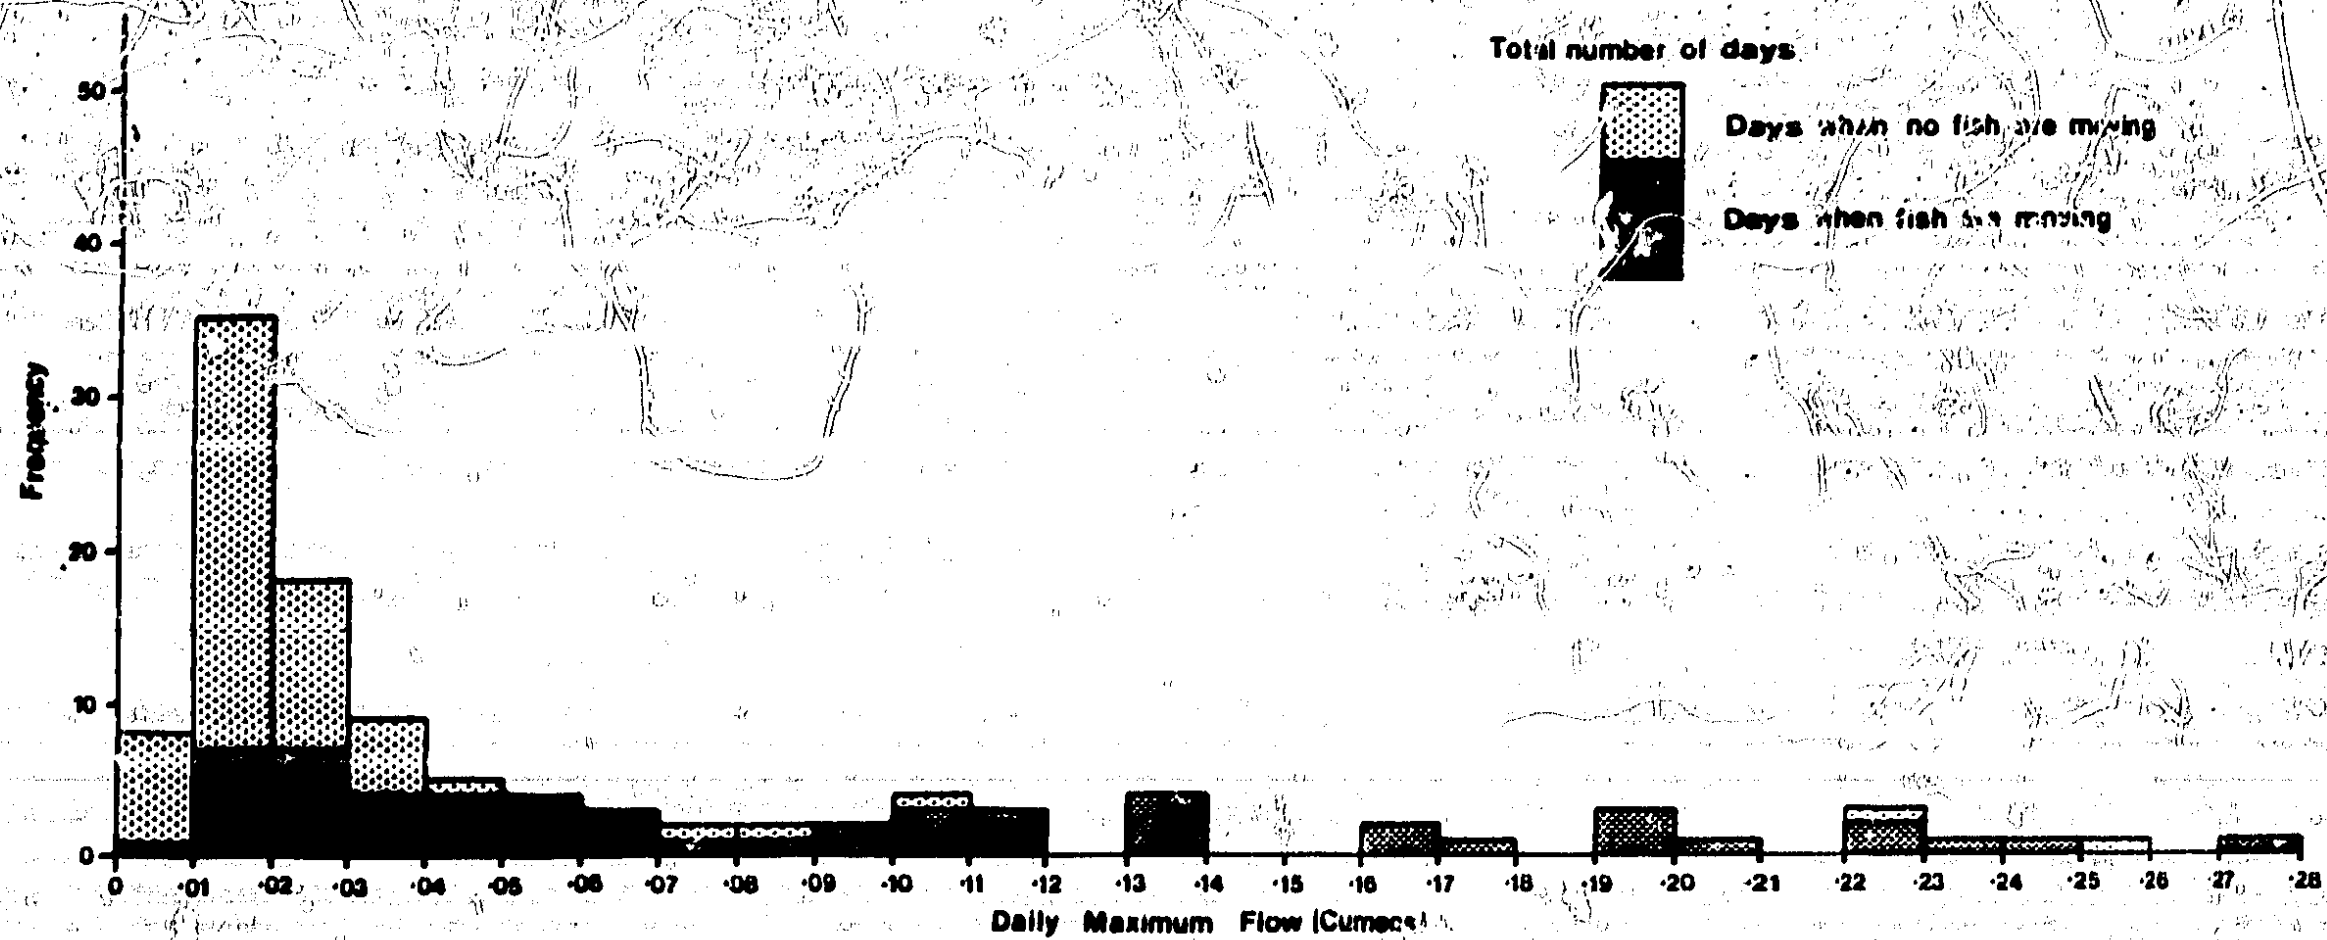 Total number of days
50
Days when no fish are moving
Days when fish are moving
40
30
20
10
0
Frequency
0 ·01 ·02 ·03 ·04 ·05 ·06 ·07 ·08 ·09 ·10 ·11 ·12 ·13 ·14 ·15 ·16 ·17 ·18 ·19 ·20 ·21 ·22 ·23 ·24 ·25 ·26 ·27 ·28
Daily Maximum Flow (Cumecs)